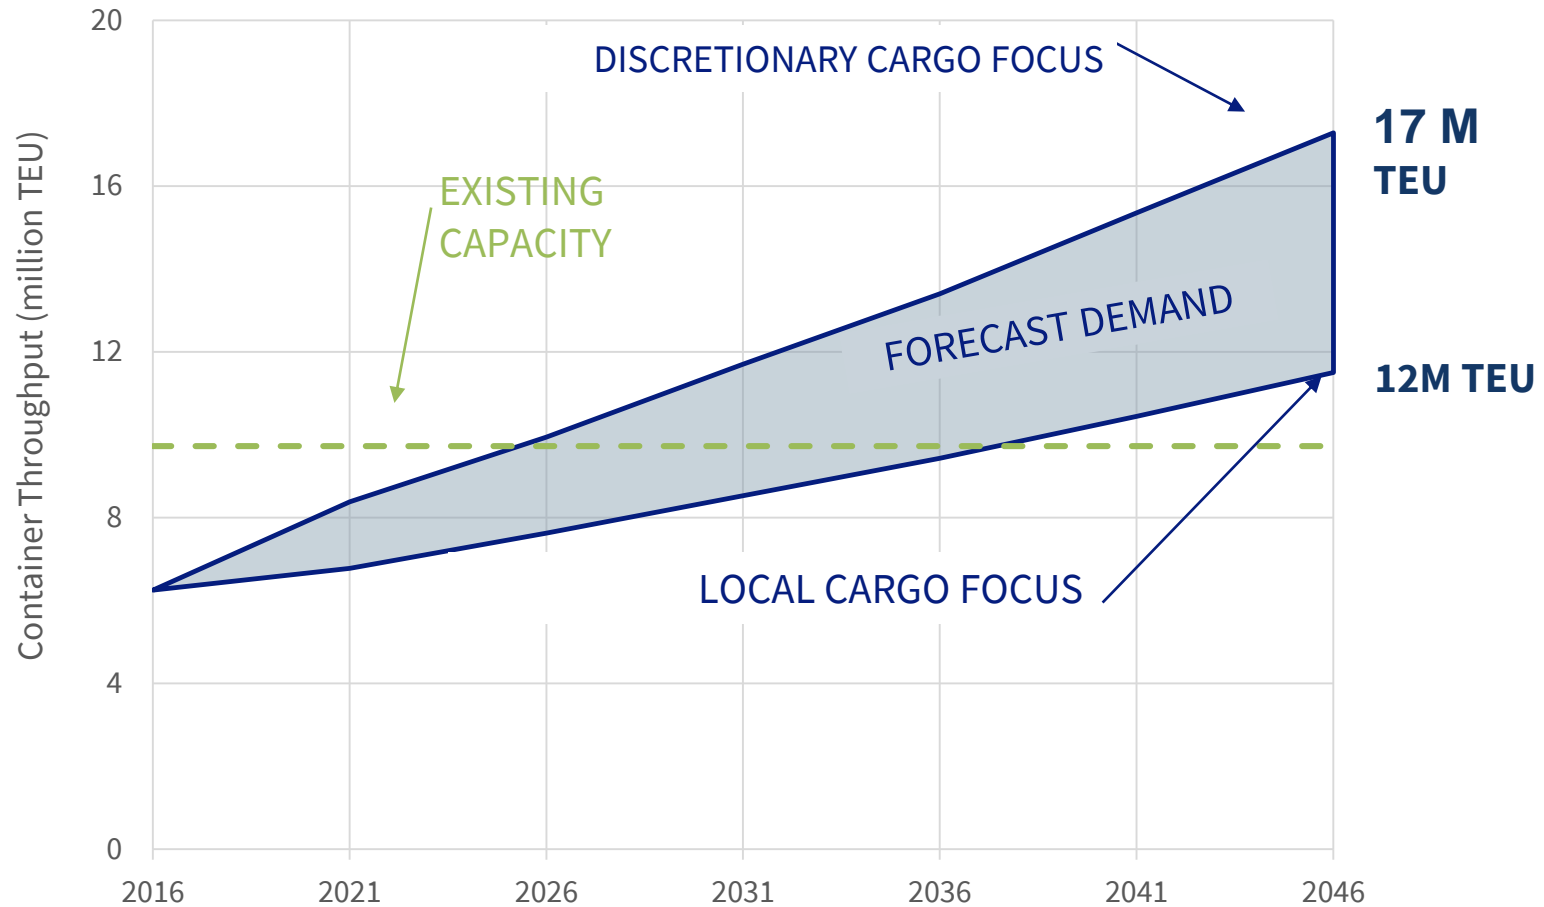 20
DISCRETIONARY CARGO FOCUS
17 M
TEU
16
EXISTING
CAPACITY
Container Throughput (million TEU)
FORECAST DEMAND
12
12M TEU
8
LOCAL CARGO FOCUS
4
0
2016 2021 2026 2031 2036 2041 2046